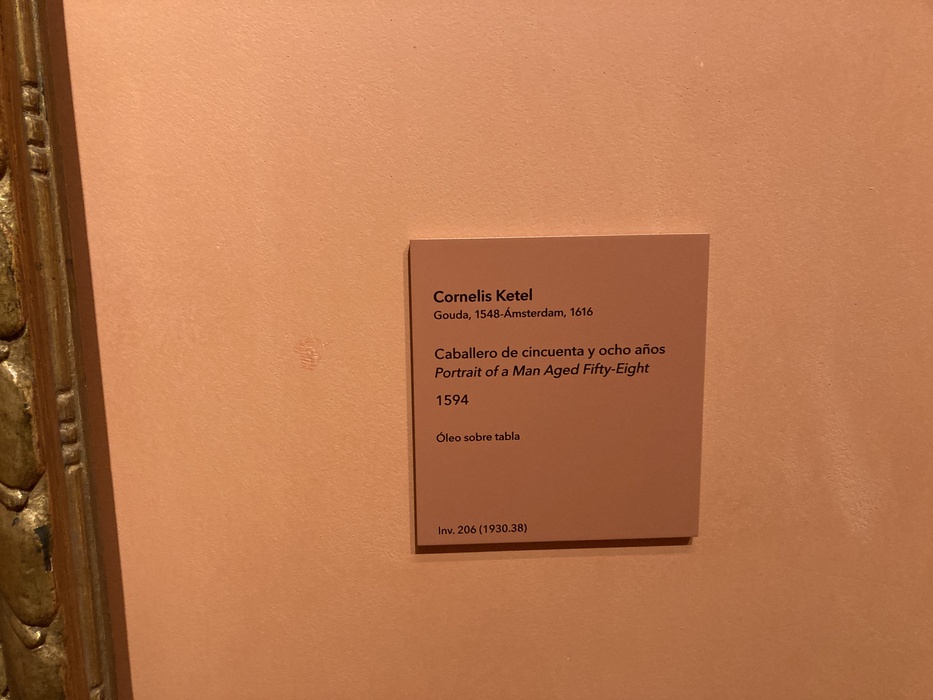 Cornelis Ketel
Gouda, 1548-Ámsterdam, 1616
Caballero de cincuenta y ocho años
Portrait of a Man Aged Fifty-Eight
1594
Óleo sobre tabla
Inv. 206 (1930.38)